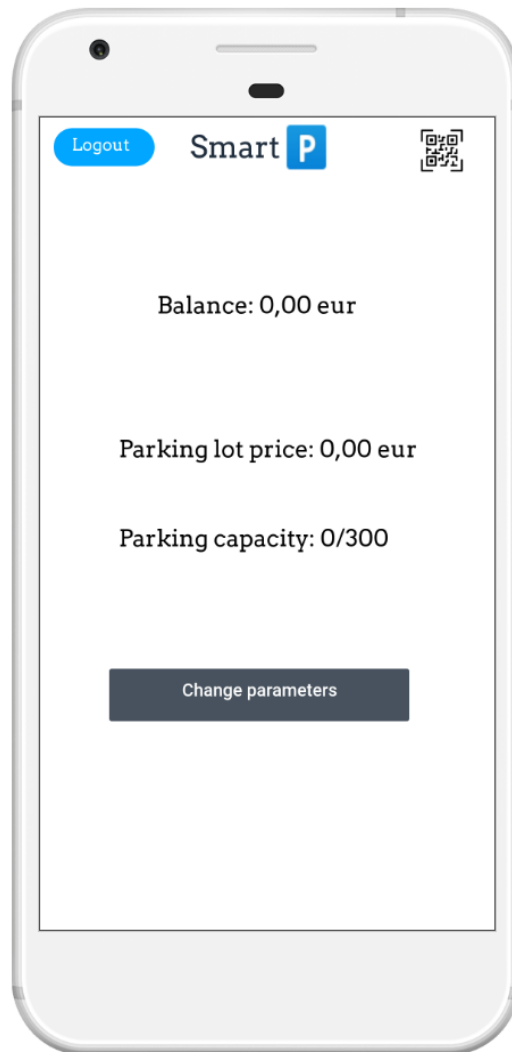 Logout
Smart P
Balance: 0,00 eur
Parking lot price: 0,00 eur
Parking capacity: 0/300
Change parameters